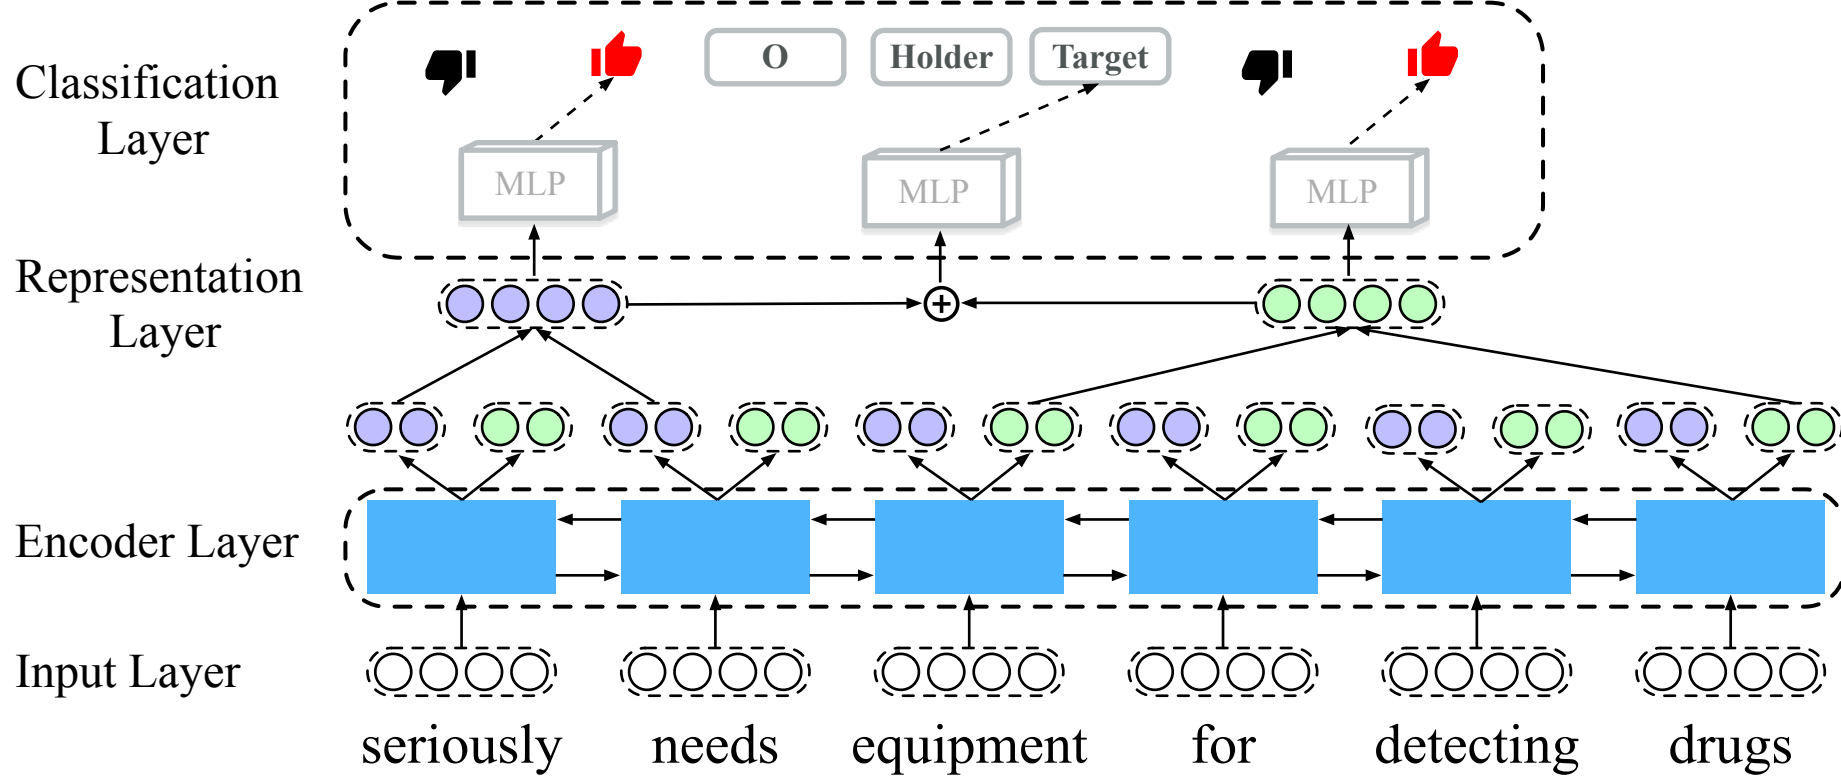 Classification
Layer
O
Holder
Target
MLP
MLP
MLP
Representation
Layer
Encoder Layer
Input Layer
seriously needs equipment for detecting drugs